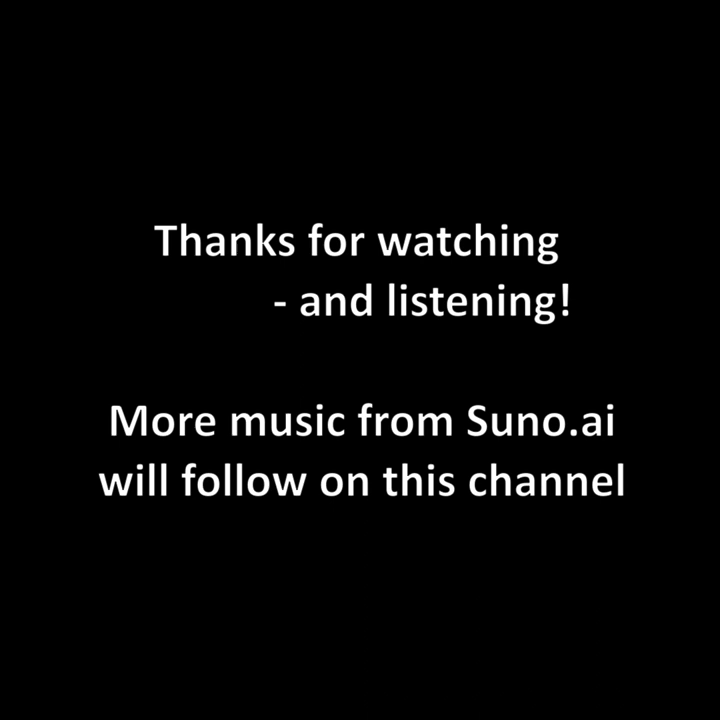 Thanks for watching
- and listening!
More music from Suno.ai
will follow on this channel